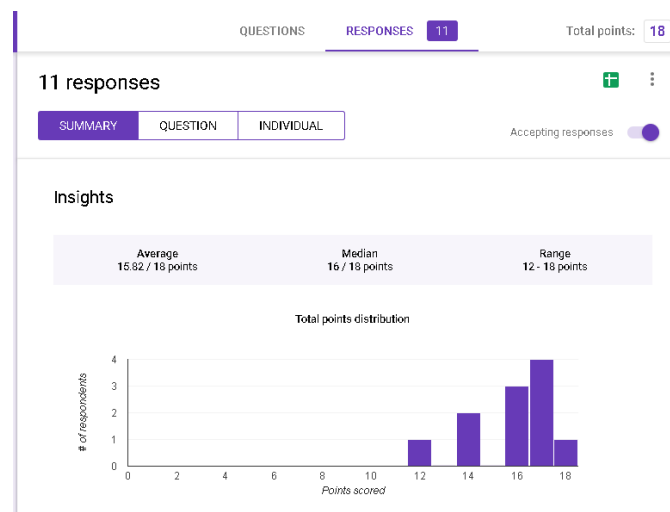 QUESTIONS RESPONSES 11 Total points: 18
11 responses
SUMMARY QUESTION INDIVIDUAL
Accepting responses
Insights
Average Median Range
15.82 / 18 points 16 / 18 points 12 - 18 points
Total points distribution
# of respondents
4
3
2
1
0
0 2 4 6 8 10 12 14 16 18
Points scored